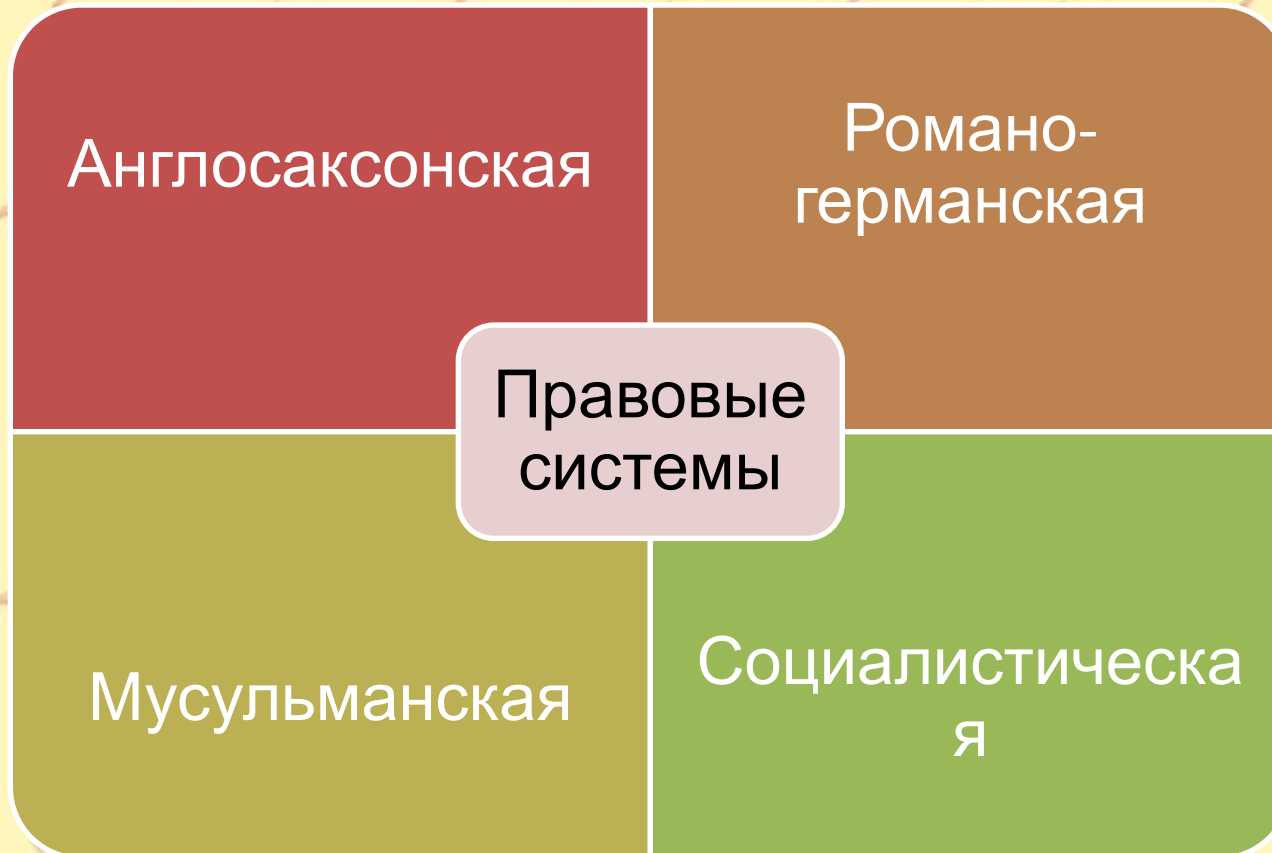 Англосаксонская
Романо-
германская
Правовые
системы
Мусульманская
Социалистическа
я